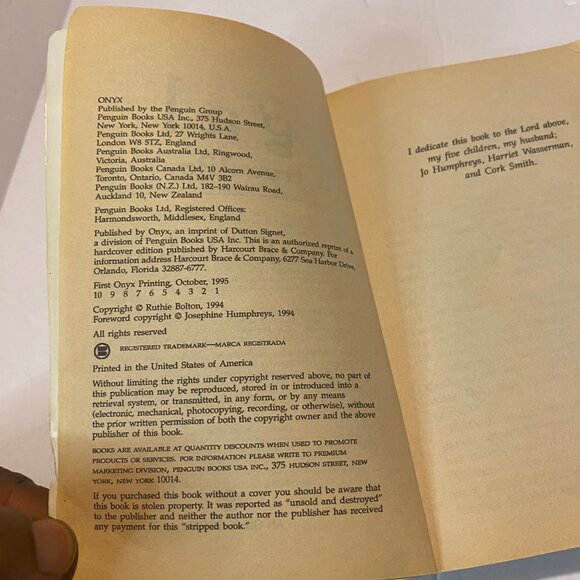 ONYX
Published by the Penguin Group
Penguin Books USA Inc., 375 Hudson Street,
New York, New York 10014, U.S.A.
Penguin Books Ltd, 27 Wrights Lane,
London W8 5TZ, England
Penguin Books Australia Ltd, Ringwood,
Victoria, Australia
Penguin Books Canada Ltd, 10 Alcorn Avenue,
Toronto, Ontario, Canada M4V 3B2
Penguin Books (N.Z.) Ltd, 182–190 Wairau Road,
Auckland 10, New Zealand
Penguin Books Ltd, Registered Offices:
Harmondsworth, Middlesex, England
Published by Onyx, an imprint of Dutton Signet,
a division of Penguin Books USA Inc. This is an authorized reprint of a
hardcover edition published by Harcourt Brace & Company. For
information address Harcourt Brace & Company, 6277 Sea Harbor Drive,
Orlando, Florida 32887-6777.
First Onyx Printing, October, 1995
10 9 8 7 6 5 4 3 2 1
Copyright © Ruthie Bolton, 1994
Foreword copyright © Josephine Humphreys, 1994
All rights reserved
REGISTERED TRADEMARK—MARCA REGISTRADA
Printed in the United States of America
Without limiting the rights under copyright reserved above, no part of
this publication may be reproduced, stored in or introduced into a
retrieval system, or transmitted, in any form, or by any means
(electronic, mechanical, photocopying, recording, or otherwise), without
the prior written permission of both the copyright owner and the above
publisher of this book.
BOOKS ARE AVAILABLE AT QUANTITY DISCOUNTS WHEN USED TO PROMOTE
PRODUCTS OR SERVICES. FOR INFORMATION PLEASE WRITE TO PREMIUM
MARKETING DIVISION, PENGUIN BOOKS USA INC., 375 HUDSON STREET, NEW
YORK, NEW YORK 10014.
If you purchased this book without a cover you should be aware that
this book is stolen property. It was reported as "unsold and destroyed"
to the publisher and neither the author nor the publisher has received
any payment for this "stripped book."
I dedicate this book to the Lord above,
my five children, my husband;
Jo Humphreys, Harriet Wasserman,
and Cork Smith.